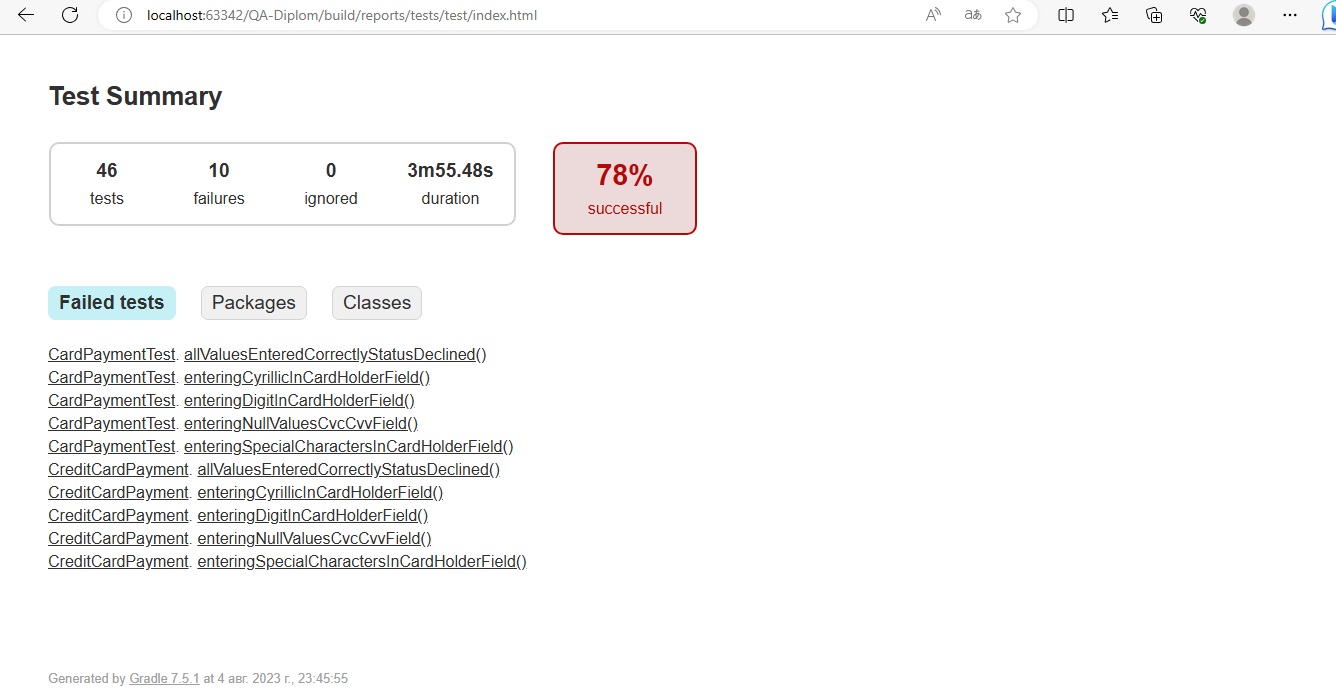 localhost:63342/QA-Diplom/build/reports/tests/test/index.html
Test Summary
46 10 0 3m55.48s
tests failures ignored duration
78%
successful
Failed tests Packages Classes
CardPaymentTest. allValuesEnteredCorrectlyStatusDeclined()
CardPaymentTest. enteringCyrillicInCardHolderField()
CardPaymentTest. enteringDigitInCardHolderField()
CardPaymentTest. enteringNullValuesCvcCvvField()
CardPaymentTest. enteringSpecialCharactersInCardHolderField()
CreditCardPayment. allValuesEnteredCorrectlyStatusDeclined()
CreditCardPayment. enteringCyrillicInCardHolderField()
CreditCardPayment. enteringDigitInCardHolderField()
CreditCardPayment. enteringNullValuesCvcCvvField()
CreditCardPayment. enteringSpecialCharactersInCardHolderField()
Generated by Gradle 7.5.1 at 4 авг. 2023 г., 23:45:55